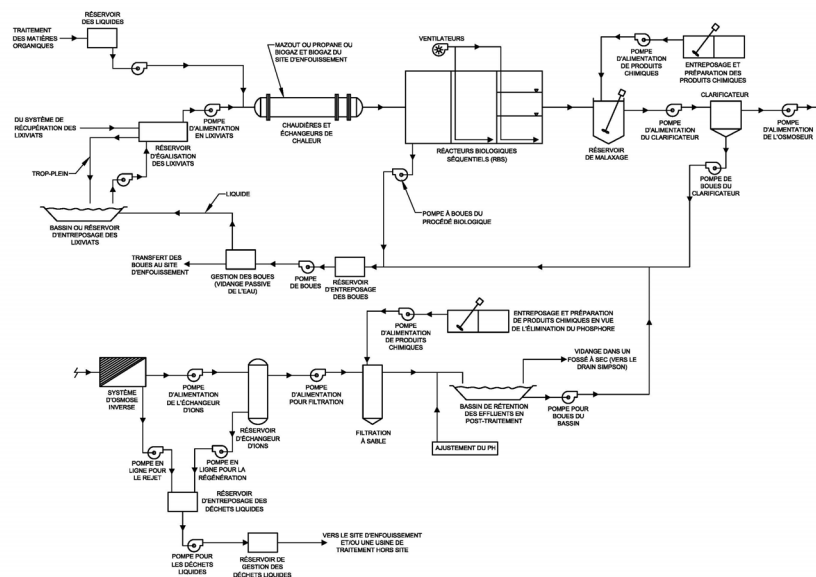 RÉSERVOIR
DES LIQUIDES
TRAITEMENT
DES MATIÈRES
ORGANIQUES
MAZOUT OU PROPANE OU
BIOGAZ ET BIOGAZ DU
SITE D'ENFOUISSEMENT
VENTILATEURS
POMPE
D'ALIMENTATION
DE PRODUITS
CHIMIQUES
ENTREPOSAGE ET
PRÉPARATION DES
PRODUITS CHIMIQUES
CLARIFICATEUR
DU SYSTÈME DE
RÉCUPÉRATION DES
LIXIVIATS
POMPE
D'ALIMENTATION
EN LIXIVIATS
CHAUDIÈRES ET
ÉCHANGEURS DE
CHALEUR
RÉACTEURS BIOLOGIQUES
SÉQUENTIELS (RBS)
RÉSERVOIR
DE MALAXAGE
POMPE
D'ALIMENTATION
DU CLARIFICATEUR
POMPE
D'ALIMENTATION DE
L'OSMOSEUR
RÉSERVOIR
D'ÉGALISATION
DES LIXIVIATS
TROP-PLEIN
LIQUIDE
POMPE DE
BOUES DU
CLARIFICATEUR
POMPE À BOUES DU
PROCÉDÉ BIOLOGIQUE
BASSIN OU RÉSERVOIR
D'ENTREPOSAGE DES
LIXIVIATS
TRANSFERT DES
BOUES AU SITE
D'ENFOUISSEMENT
GESTION DES BOUES
(VIDANGE PASSIVE
DE L'EAU)
POMPE
DE BOUES
RÉSERVOIR
D'ENTREPOSAGE
DES BOUES
POMPE
D'ALIMENTATION
DE PRODUITS
CHIMIQUES
ENTREPOSAGE ET PRÉPARATION
DE PRODUITS CHIMIQUES EN VUE
DE L'ÉLIMINATION DU PHOSPHORE
VIDANGE DANS UN
FOSSÉ À SEC (VERS LE
DRAIN SIMPSON)
SYSTÈME
D'OSMOSE
INVERSE
POMPE
D'ALIMENTATION
DE L'ÉCHANGEUR
D'IONS
RÉSERVOIR
D'ÉCHANGEUR
D'IONS
POMPE
D'ALIMENTATION
POUR FILTRATION
FILTRATION
À SABLE
AJUSTEMENT DU PH
BASSIN DE RÉTENTION
DES EFFLUENTS EN
POST-TRAITEMENT
POMPE POUR
BOUES DU
BASSIN
POMPE EN
LIGNE POUR
LE REJET
POMPE EN
LIGNE POUR LA
RÉGÉNÉRATION
RÉSERVOIR
D'ENTREPOSAGE DES
DÉCHETS LIQUIDES
POMPE POUR
LES DÉCHETS
LIQUIDES
RÉSERVOIR DE
GESTION DES
DÉCHETS LIQUIDES
VERS LE SITE D'ENFOUISSEMENT
ET/OU UNE USINE DE
TRAITEMENT HORS SITE